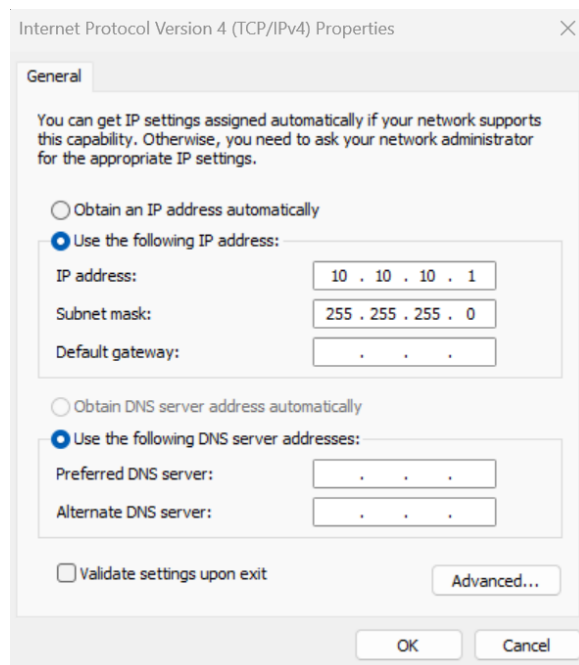 Internet Protocol Version 4 (TCP/IPv4) Properties
General
You can get IP settings assigned automatically if your network supports
this capability. Otherwise, you need to ask your network administrator
for the appropriate IP settings.
Obtain an IP address automatically
Use the following IP address:
IP address: 10 . 10 . 10 . 1
Subnet mask: 255 . 255 . 255 . 0
Default gateway: . . .
Obtain DNS server address automatically
Use the following DNS server addresses:
Preferred DNS server: . . .
Alternate DNS server: . . .
Validate settings upon exit
Advanced...
OK Cancel